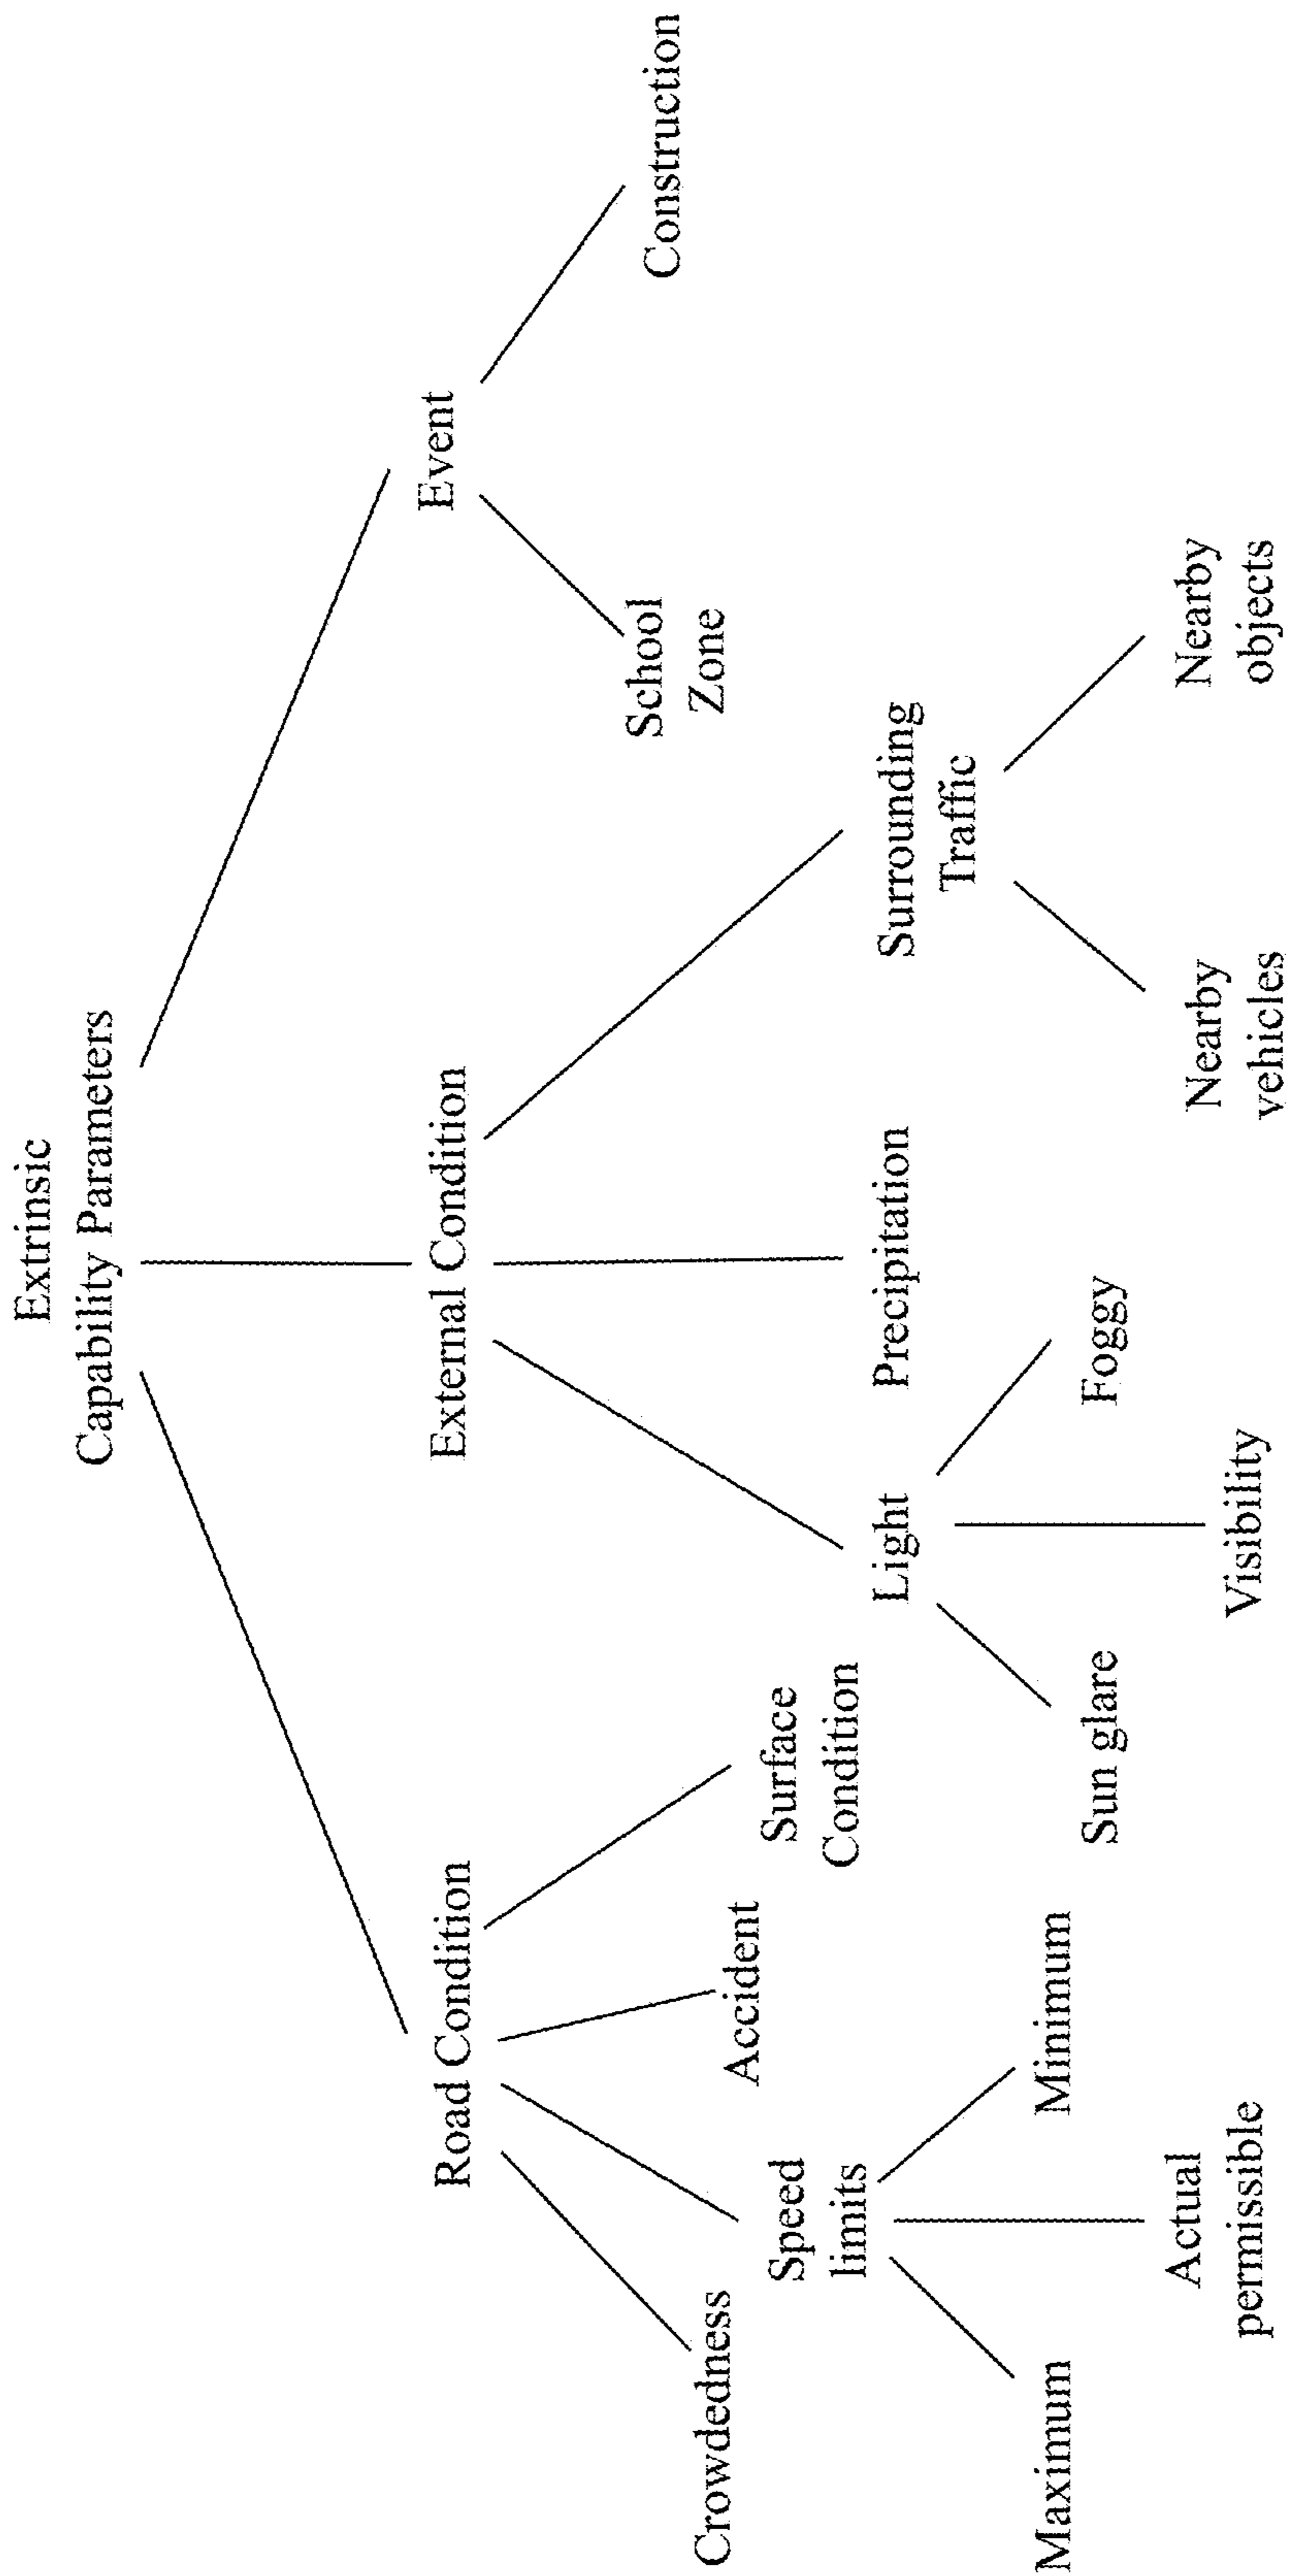 Extrinsic
Capability Parameters
Road Condition
External Condition
Event
Crowdedness
Speed
limits
Accident
Surface
Condition
Light
Precipitation
Surrounding
Traffic
School
Zone
Construction
Maximum
Actual
permissible
Minimum
Sun glare
Visibility
Foggy
Nearby
vehicles
Nearby
objects